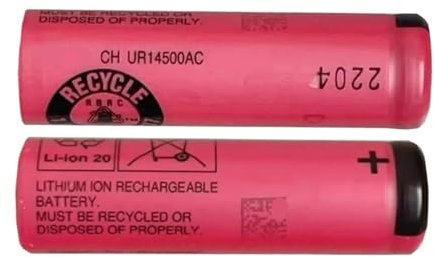 MUST BE RECYCLED OR
DISPOSED OF PROPERLY.
CH UR14500AC
2204
RECYCLE
RBRC
Li-ion 20
+
LITHIUM ION RECHARGEABLE
BATTERY.
MUST BE RECYCLED OR
DISPOSED OF PROPERLY.